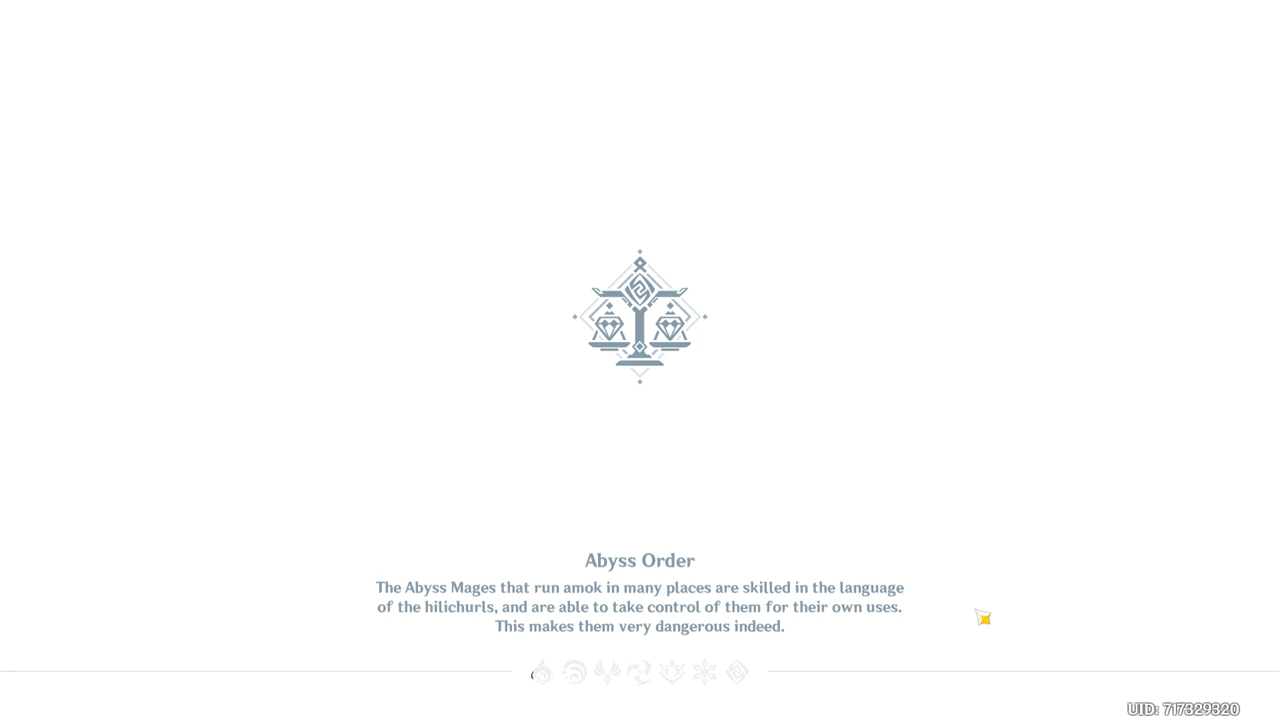 Abyss Order
The Abyss Mages that run amok in many places are skilled in the language
of the hilichurls, and are able to take control of them for their own uses.
This makes them very dangerous indeed.
UID: 717329320